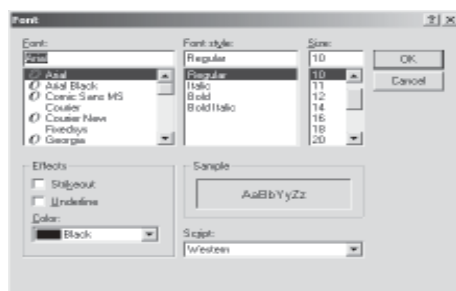 Font
Font: Font style: Size:
Arial Regular 10
Arial Regular 10
Arial Black Italic 11
Comic Sans MS Bold 12
Courier Bold Italic 14
Courier New 16
Fixedsys 18
Georgia 20
OK
Cancel
Effects
Strikeout
Underline
Color:
Black
Sample
AaBbYyZz
Script:
Western